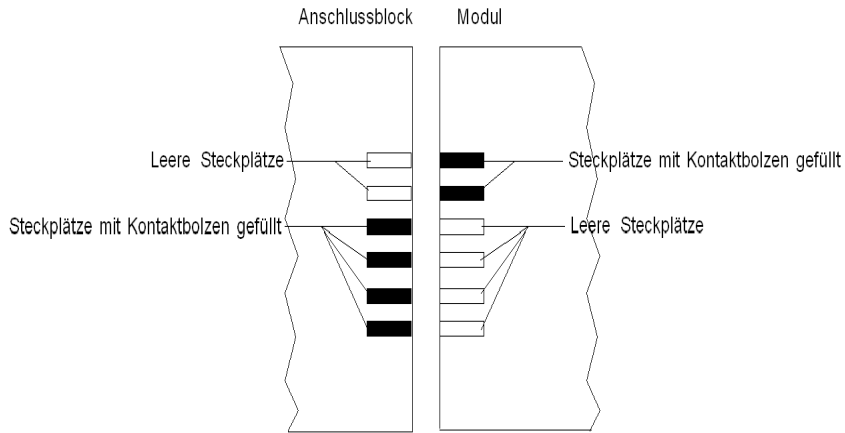 Anschlussblock Modul
Leere Steckplätze
Steckplätze mit Kontaktbolzen gefüllt
Steckplätze mit Kontaktbolzen gefüllt
Leere Steckplätze